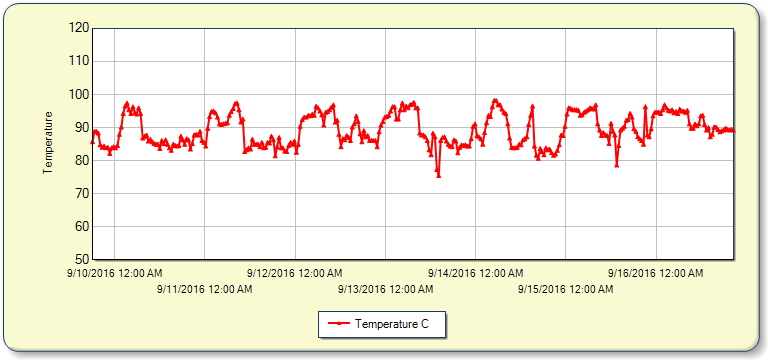 120
110
100
90
80
70
60
50
Temperature
9/10/2016 12:00 AM
9/11/2016 12:00 AM
9/12/2016 12:00 AM
9/13/2016 12:00 AM
9/14/2016 12:00 AM
9/15/2016 12:00 AM
9/16/2016 12:00 AM
Temperature C